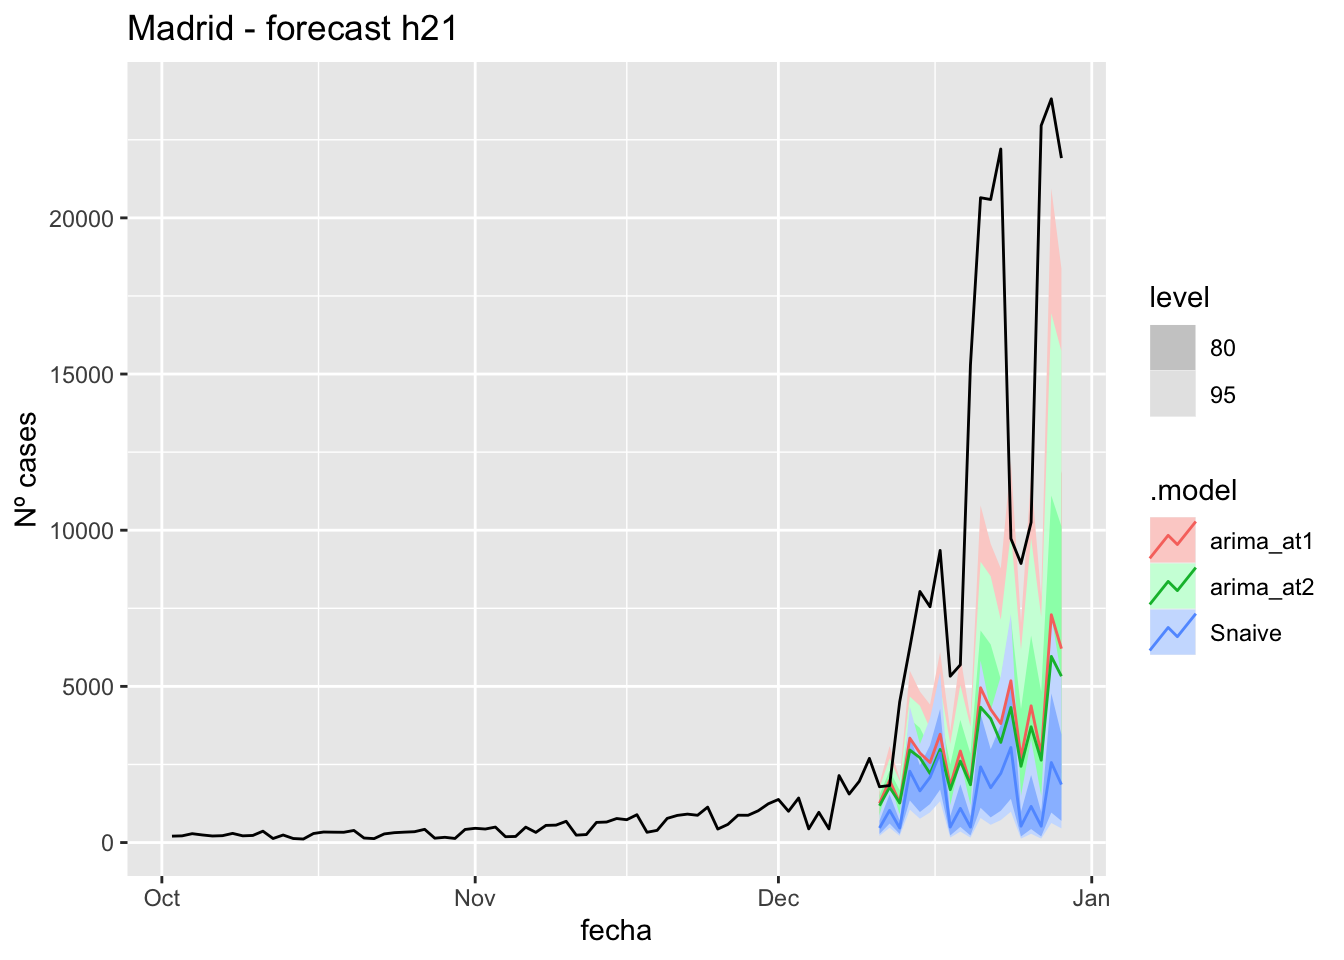 Madrid - forecast h21
Nº cases
20000
15000
10000
5000
0
Oct
Nov
Dec
Jan
fecha
level
80
95
.model
arima_at1
arima_at2
Snaive